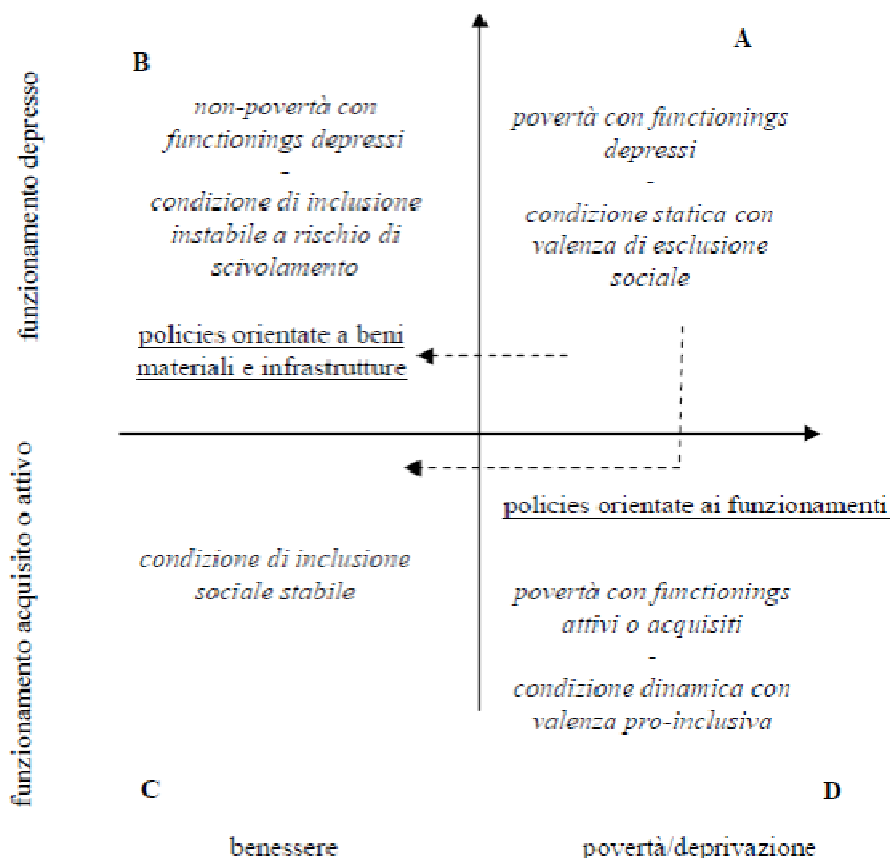 A
B
non-povertà con
functionings depressi
-
condizione di inclusione
instabile a rischio di
scivolamento
policies orientate a beni
materiali e infrastrutture
povertà con functionings
depressi
-
condizione statica con
valenza di esclusione
sociale
funzionamento depresso
condizione di inclusione
sociale stabile
policies orientate ai funzionamenti
povertà con functionings
attivi o acquisiti
-
condizione dinamica con
valenza pro-inclusiva
funzionamento acquisito o attivo
C
D
benessere
povertà/deprivazione